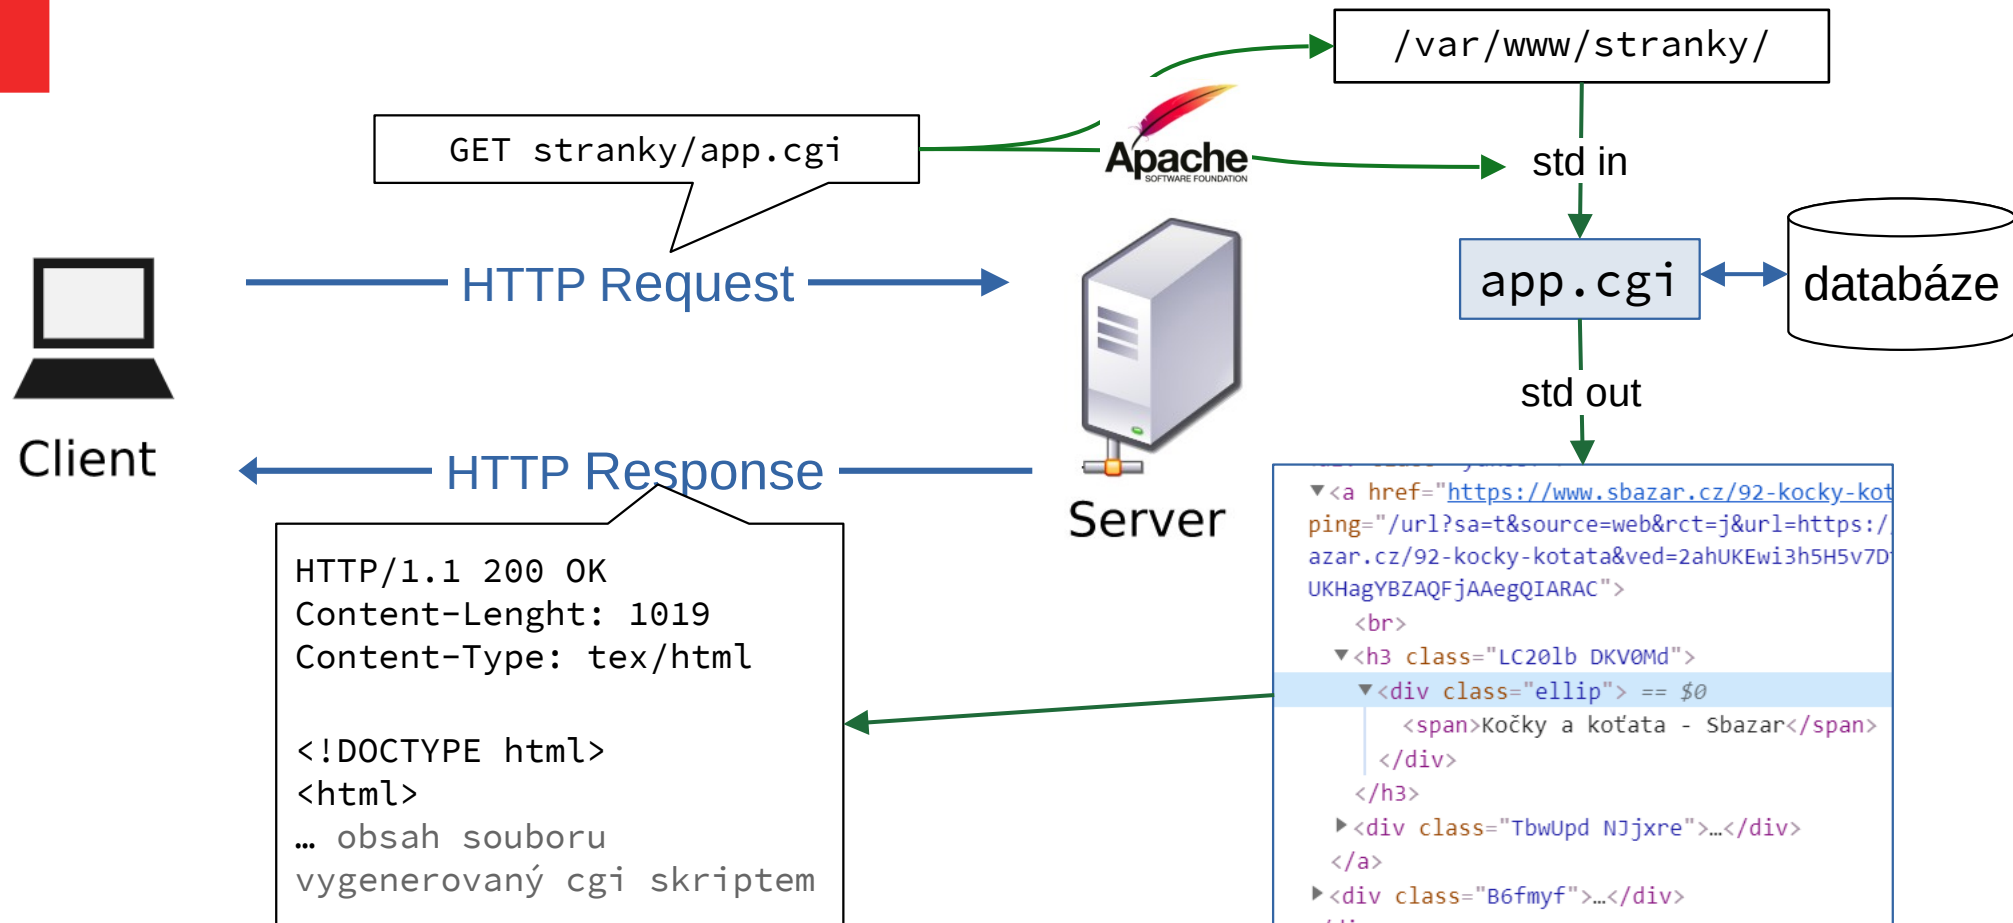 /var/www/stranky/
GET stranky/app.cgi
Apache
SOFTWARE FOUNDATION
std in
HTTP Request
app.cgi
databáze
std out
Client
HTTP Response
Server
HTTP/1.1 200 OK
Content-Lenght: 1019
Content-Type: tex/html
<!DOCTYPE html>
<html>
… obsah souboru
vygenerovaný cgi skriptem
▼<a href="https://www.sbazar.cz/92-kocky-kot
ping="/url?sa=t&source=web&rct=j&url=https:/
azar.cz/92-kocky-kotata&ved=2ahUKEwi3h5H5v7D
UKHagYBZAQFjAAegQIARAC">
<br>
▼<h3 class="LC20lb DKV0Md">
▼<div class="ellip"> == $0
<span>Kočky a koťata - Sbazar</span>
</div>
</h3>
▶<div class="TbwUpd NJjxre">…</div>
</a>
▶<div class="B6fmyf">…</div>